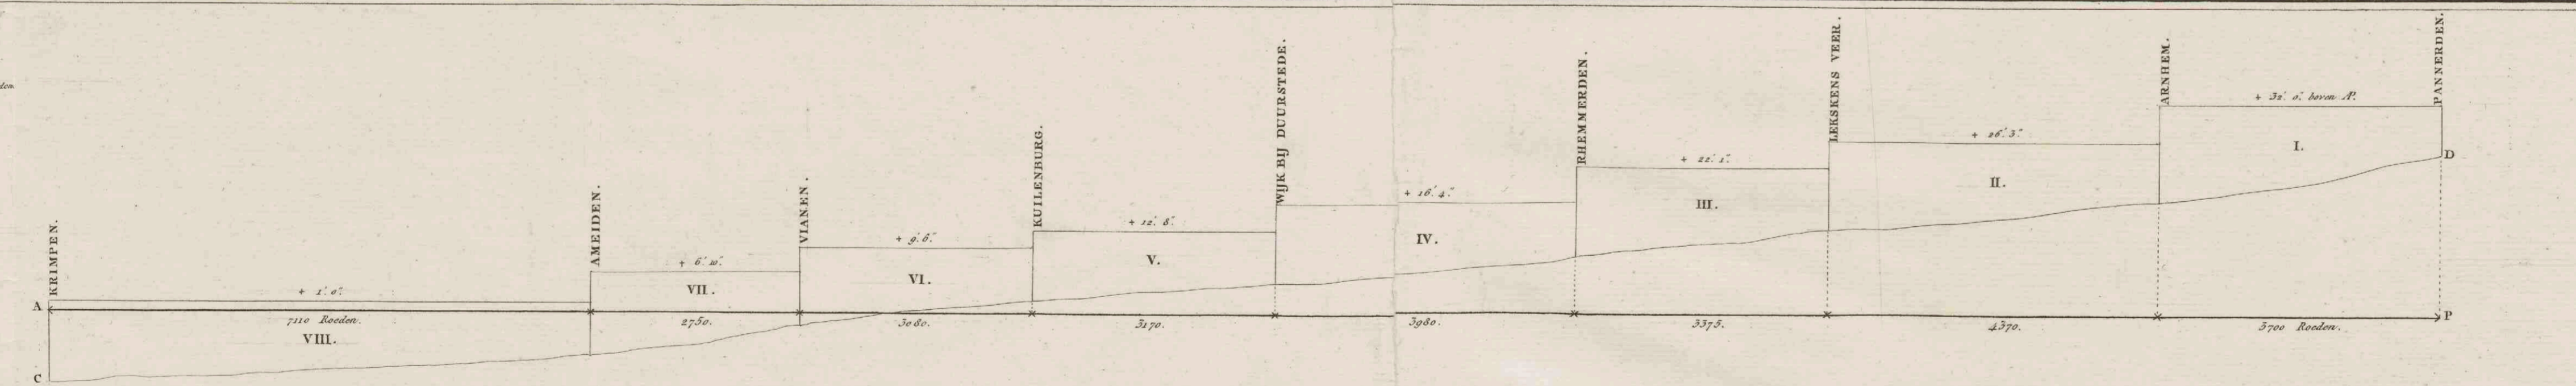 den.
KRIMPEN.
AMEIDEN.
VIANEN.
KUILENBURG.
WIJK BIJ DUURSTEDE.
RHEMMERDEN.
LEKSKENS VEER.
ARNHEM.
PANNERDEN.
+ 1'. 0".
+ 6'. 10".
+ 9'. 6".
+ 12'. 8".
+ 16'. 4".
+ 22'. 1".
+ 26'. 3".
+ 32'. 0". boven AP.
A
7110 Roeden.
2750.
3080.
3170.
3980.
3375.
4370.
3700 Roeden.
P
VIII.
VII.
VI.
V.
IV.
III.
II.
I.
D
C